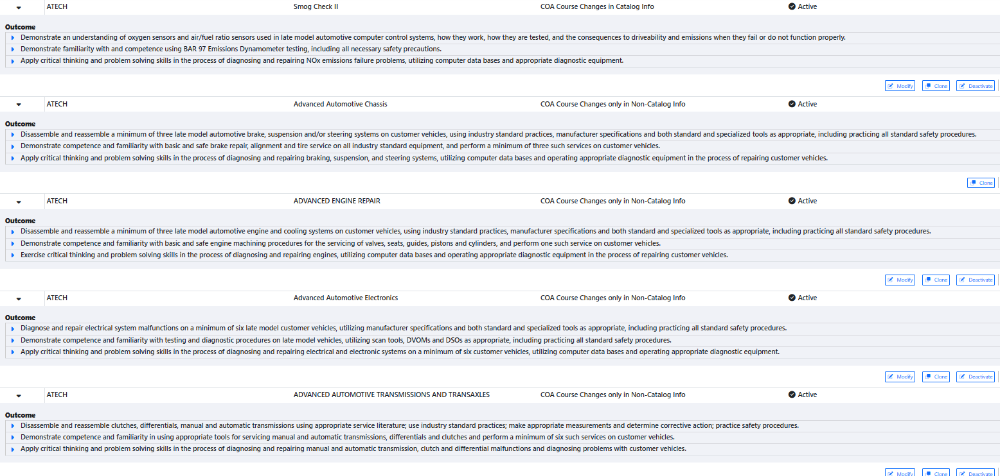 ATECH Smog Check II COA Course Changes in Catalog Info Active
Outcome
Demonstrate an understanding of oxygen sensors and air/fuel ratio sensors used in late model automotive computer control systems, how they work, how they are tested, and the consequences to driveability and emissions when they fail or do not function properly.
Demonstrate familiarity with and competence using BAR 97 Emissions Dynamometer testing, including all necessary safety precautions.
Apply critical thinking and problem solving skills in the process of diagnosing and repairing NOx emissions failure problems, utilizing computer data bases and appropriate diagnostic equipment.
Modify Clone Deactivate
ATECH Advanced Automotive Chassis COA Course Changes only in Non-Catalog Info Active
Outcome
Disassemble and reassemble a minimum of three late model automotive brake, suspension and/or steering systems on customer vehicles, using industry standard practices, manufacturer specifications and both standard and specialized tools as appropriate, including practicing all standard safety procedures.
Demonstrate competence and familiarity with basic and safe brake repair, alignment and tire service on all industry standard equipment, and perform a minimum of three such services on customer vehicles.
Apply critical thinking and problem solving skills in the process of diagnosing and repairing braking, suspension, and steering systems, utilizing computer data bases and operating appropriate diagnostic equipment in the process of repairing customer vehicles.
Clone
ATECH ADVANCED ENGINE REPAIR COA Course Changes only in Non-Catalog Info Active
Outcome
Disassemble and reassemble a minimum of three late model automotive engine and cooling systems on customer vehicles, using industry standard practices, manufacturer specifications and both standard and specialized tools as appropriate, including practicing all standard safety procedures.
Demonstrate competence and familiarity with basic and safe engine machining procedures for the servicing of valves, seats, guides, pistons and cylinders, and perform one such service on customer vehicles.
Exercise critical thinking and problem solving skills in the process of diagnosing and repairing engines, utilizing computer data bases and operating appropriate diagnostic equipment in the process of repairing customer vehicles.
Modify Clone Deactivate
ATECH Advanced Automotive Electronics COA Course Changes only in Non-Catalog Info Active
Outcome
Diagnose and repair electrical system malfunctions on a minimum of six late model customer vehicles, utilizing manufacturer specifications and both standard and specialized tools as appropriate, including practicing all standard safety procedures.
Demonstrate competence and familiarity with testing and diagnostic procedures on late model vehicles, utilizing scan tools, DVOMs and DSOs as appropriate, including practicing all standard safety procedures.
Apply critical thinking and problem solving skills in the process of diagnosing and repairing electrical and electronic systems on a minimum of six customer vehicles, utilizing computer data bases and operating appropriate diagnostic equipment.
Modify Clone Deactivate
ATECH ADVANCED AUTOMOTIVE TRANSMISSIONS AND TRANSAXLES COA Course Changes only in Non-Catalog Info Active
Outcome
Disassemble and reassemble clutches, differentials, manual and automatic transmissions using appropriate service literature; use industry standard practices; make appropriate measurements and determine corrective action; practice safety procedures.
Demonstrate competence and familiarity in using appropriate tools for servicing manual and automatic transmissions, differentials and clutches and perform a minimum of six such services on customer vehicles.
Apply critical thinking and problem solving skills in the process of diagnosing and repairing manual and automatic transmission, clutch and differential malfunctions and diagnosing problems with customer vehicles.
Modify Clone Deactivate